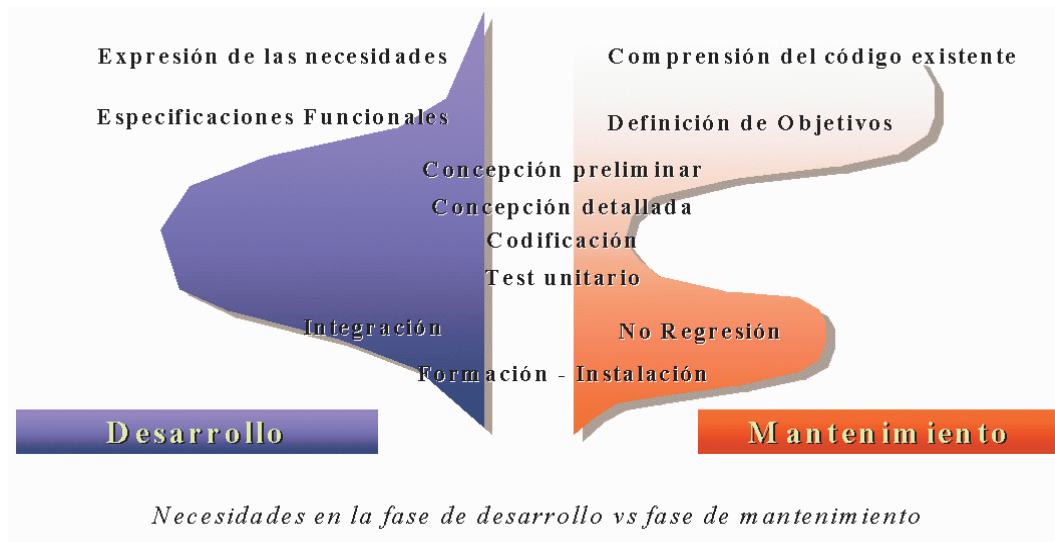 Expresión de las necesidades
Comprensión del código existente
Especificaciones Funcionales
Definición de Objetivos
Concepción preliminar
Concepción detallada
Codificación
Test unitario
Integración
No Regresión
Formación - Instalación
Desarrollo
Mantenimiento
Necesidades en la fase de desarrollo vs fase de mantenimiento